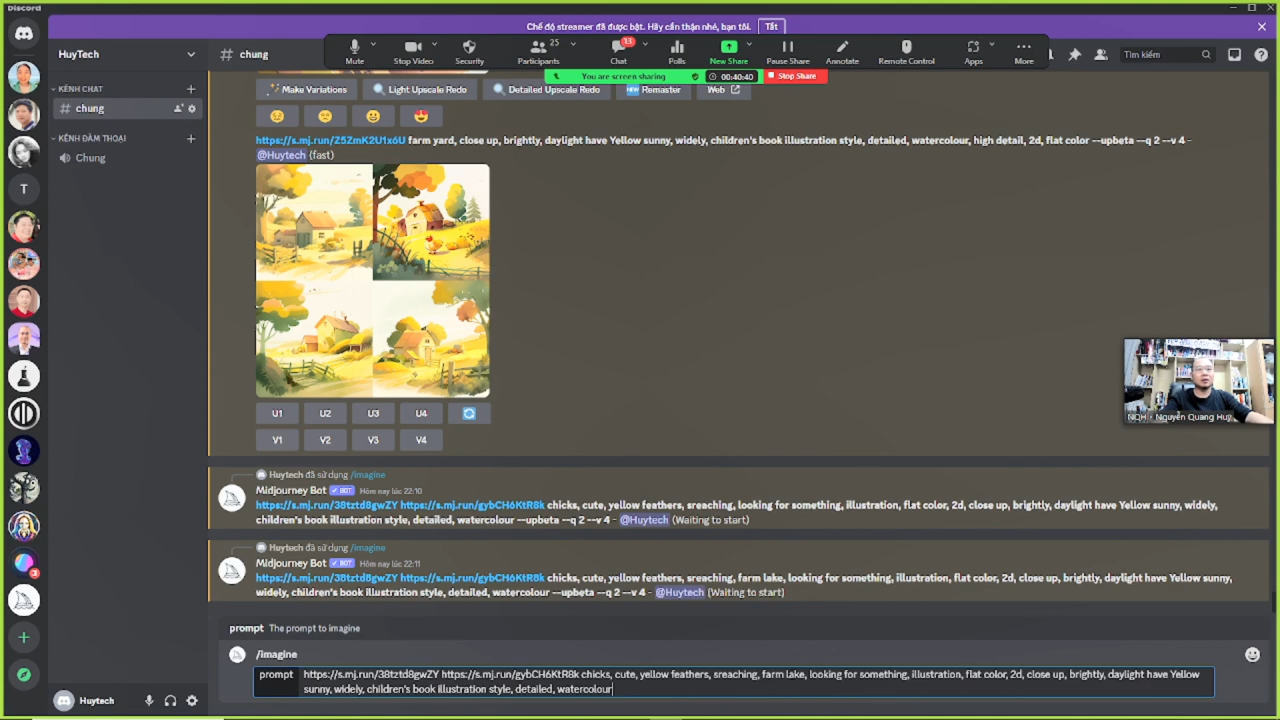 Discord
Chế độ streamer đã được bật. Hãy cẩn thận nhé, bạn tôi. Tắt
HuyTech
# chung
Mute
Stop Video
Security
25
Participants
13
Chat
Polls
New Share
Pause Share
Annotate
Remote Control
Apps
More
Tìm kiếm
You are screen sharing
00:40:40
Stop Share
KÊNH CHAT
# chung
KÊNH ĐÀM THOẠI
Chung
T
Make Variations
Light Upscale Redo
Detailed Upscale Redo
NEW Remaster
Web
https://s.mj.run/Z5ZmK2U1x6U farm yard, close up, brightly, daylight have Yellow sunny, widely, children's book illustration style, detailed, watercolour, high detail, 2d, flat color --upbeta --q 2 --v 4 -
@Huytech (fast)
U1 U2 U3 U4
V1 V2 V3 V4
Huytech đã sử dụng /imagine
Midjourney Bot ✓ BOT Hôm nay lúc 22:10
https://s.mj.run/38tztd8gwZY https://s.mj.run/gybCH6KtR8k chicks, cute, yellow feathers, sreaching, looking for something, illustration, flat color, 2d, close up, brightly, daylight have Yellow sunny, widely,
children's book illustration style, detailed, watercolour --upbeta --q 2 --v 4 - @Huytech (Waiting to start)
Huytech đã sử dụng /imagine
Midjourney Bot ✓ BOT Hôm nay lúc 22:11
https://s.mj.run/38tztd8gwZY https://s.mj.run/gybCH6KtR8k chicks, cute, yellow feathers, sreaching, farm lake, looking for something, illustration, flat color, 2d, close up, brightly, daylight have Yellow sunny,
widely, children's book illustration style, detailed, watercolour --upbeta --q 2 --v 4 - @Huytech (Waiting to start)
prompt The prompt to imagine
/imagine
prompt https://s.mj.run/38tztd8gwZY https://s.mj.run/gybCH6KtR8k chicks, cute, yellow feathers, sreaching, farm lake, looking for something, illustration, flat color, 2d, close up, brightly, daylight have Yellow
sunny, widely, children's book illustration style, detailed, watercolour
NQH - Nguyễn Quang Huy
Huytech